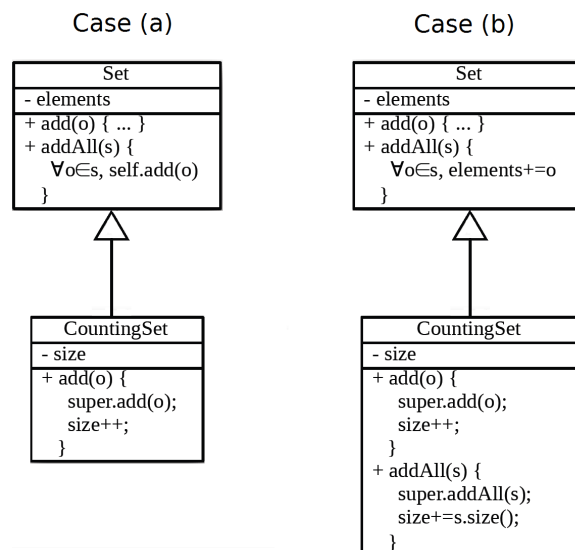 Case (a)
Set
- elements
+ add(o) { ... }
+ addAll(s) {
∀o∈s, self.add(o)
}
CountingSet
- size
+ add(o) {
super.add(o);
size++;
}
Case (b)
Set
- elements
+ add(o) { ... }
+ addAll(s) {
∀o∈s, elements+=o
}
CountingSet
- size
+ add(o) {
super.add(o);
size++;
}
+ addAll(s) {
super.addAll(s);
size+=s.size();
}